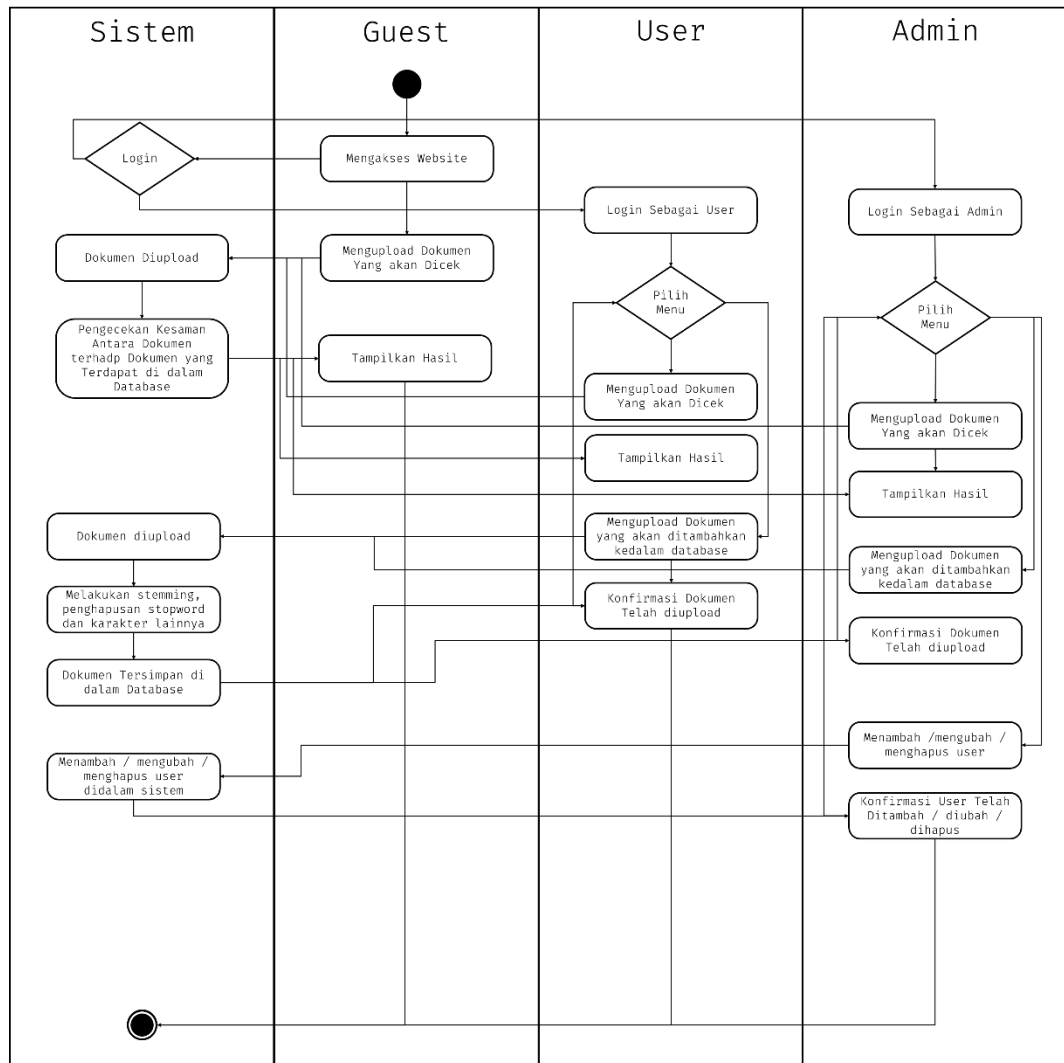 Sistem
Guest
User
Admin
Login
Mengakses Website
Login Sebagai User
Login Sebagai Admin
Dokumen Diupload
Mengupload Dokumen
Yang akan Dicek
Pilih
Menu
Pilih
Menu
Pengecekan Kesaman
Antara Dokumen
terhadp Dokumen yang
Terdapat di dalam
Database
Tampilkan Hasil
Mengupload Dokumen
Yang akan Dicek
Mengupload Dokumen
Yang akan Dicek
Tampilkan Hasil
Tampilkan Hasil
Dokumen diupload
Mengupload Dokumen
yang akan ditambahkan
kedalam database
Mengupload Dokumen
yang akan ditambahkan
kedalam database
Melakukan stemming,
penghapusan stopword
dan karakter lainnya
Konfirmasi Dokumen
Telah diupload
Konfirmasi Dokumen
Telah diupload
Dokumen Tersimpan di
dalam Database
Menambah /mengubah /
menghapus user
Menambah / mengubah /
menghapus user
didalam sistem
Konfirmasi User Telah
Ditambah / diubah /
dihapus